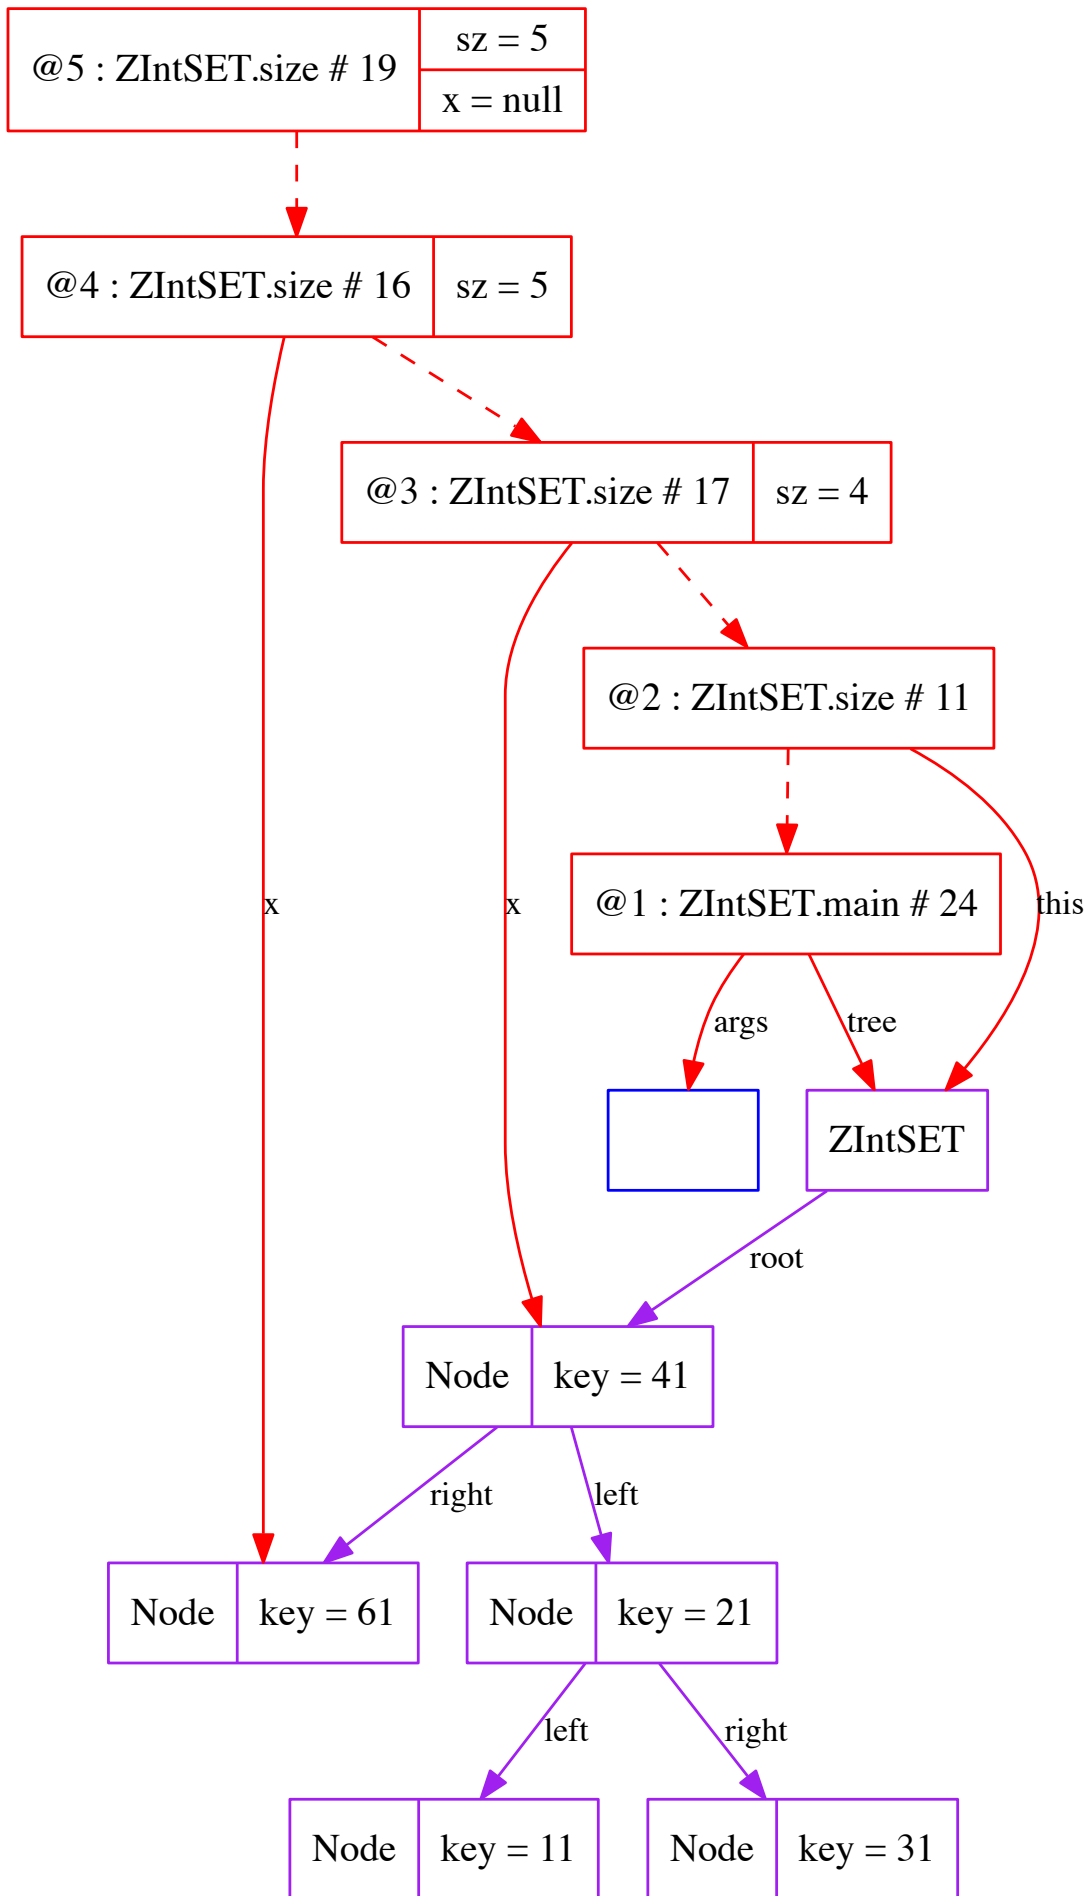 @5 : ZIntSET.size # 19
sz = 5
x = null
@4 : ZIntSET.size # 16
sz = 5
@3 : ZIntSET.size # 17
sz = 4
@2 : ZIntSET.size # 11
x
x
@1 : ZIntSET.main # 24
this
args
tree
ZIntSET
root
Node
key = 41
right
left
Node
key = 61
Node
key = 21
left
right
Node
key = 11
Node
key = 31